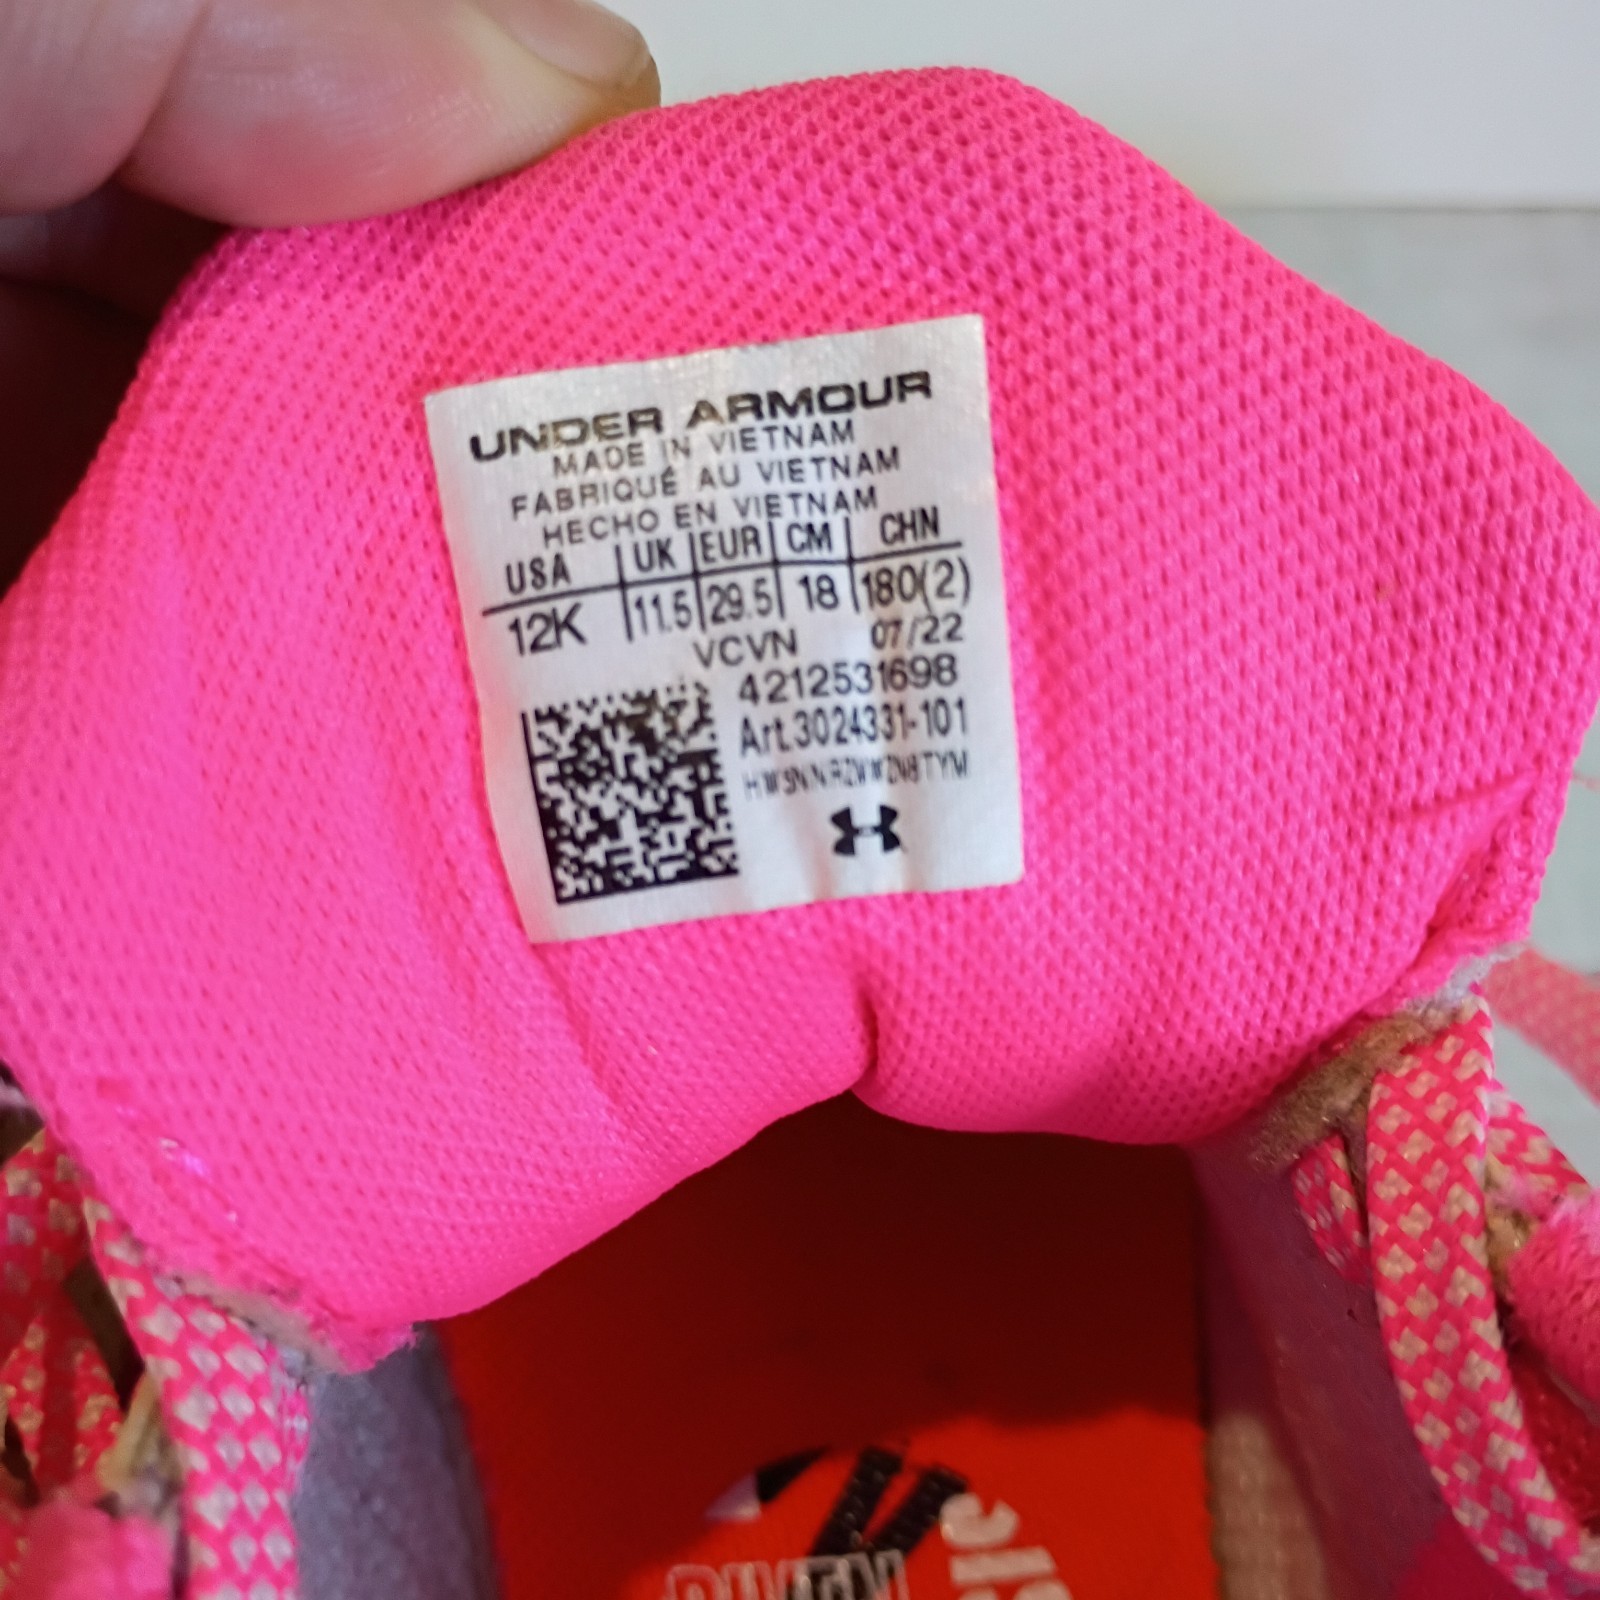 UNDER ARMOUR
MADE IN VIETNAM
FABRIQUÉ AU VIETNAM
HECHO EN VIETNAM
USA UK EUR CM CHN
12K 11.5 29.5 18 180(2)
VCVN 07/22
4212531698
Art.3024331-101